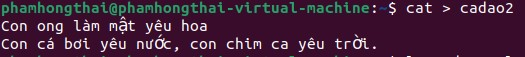 phamhongthai@phamhongthai-virtual-machine:~$ cat > cadao2
Con ong làm mật yêu hoa
Con cá bơi yêu nước, con chim ca yêu trời.